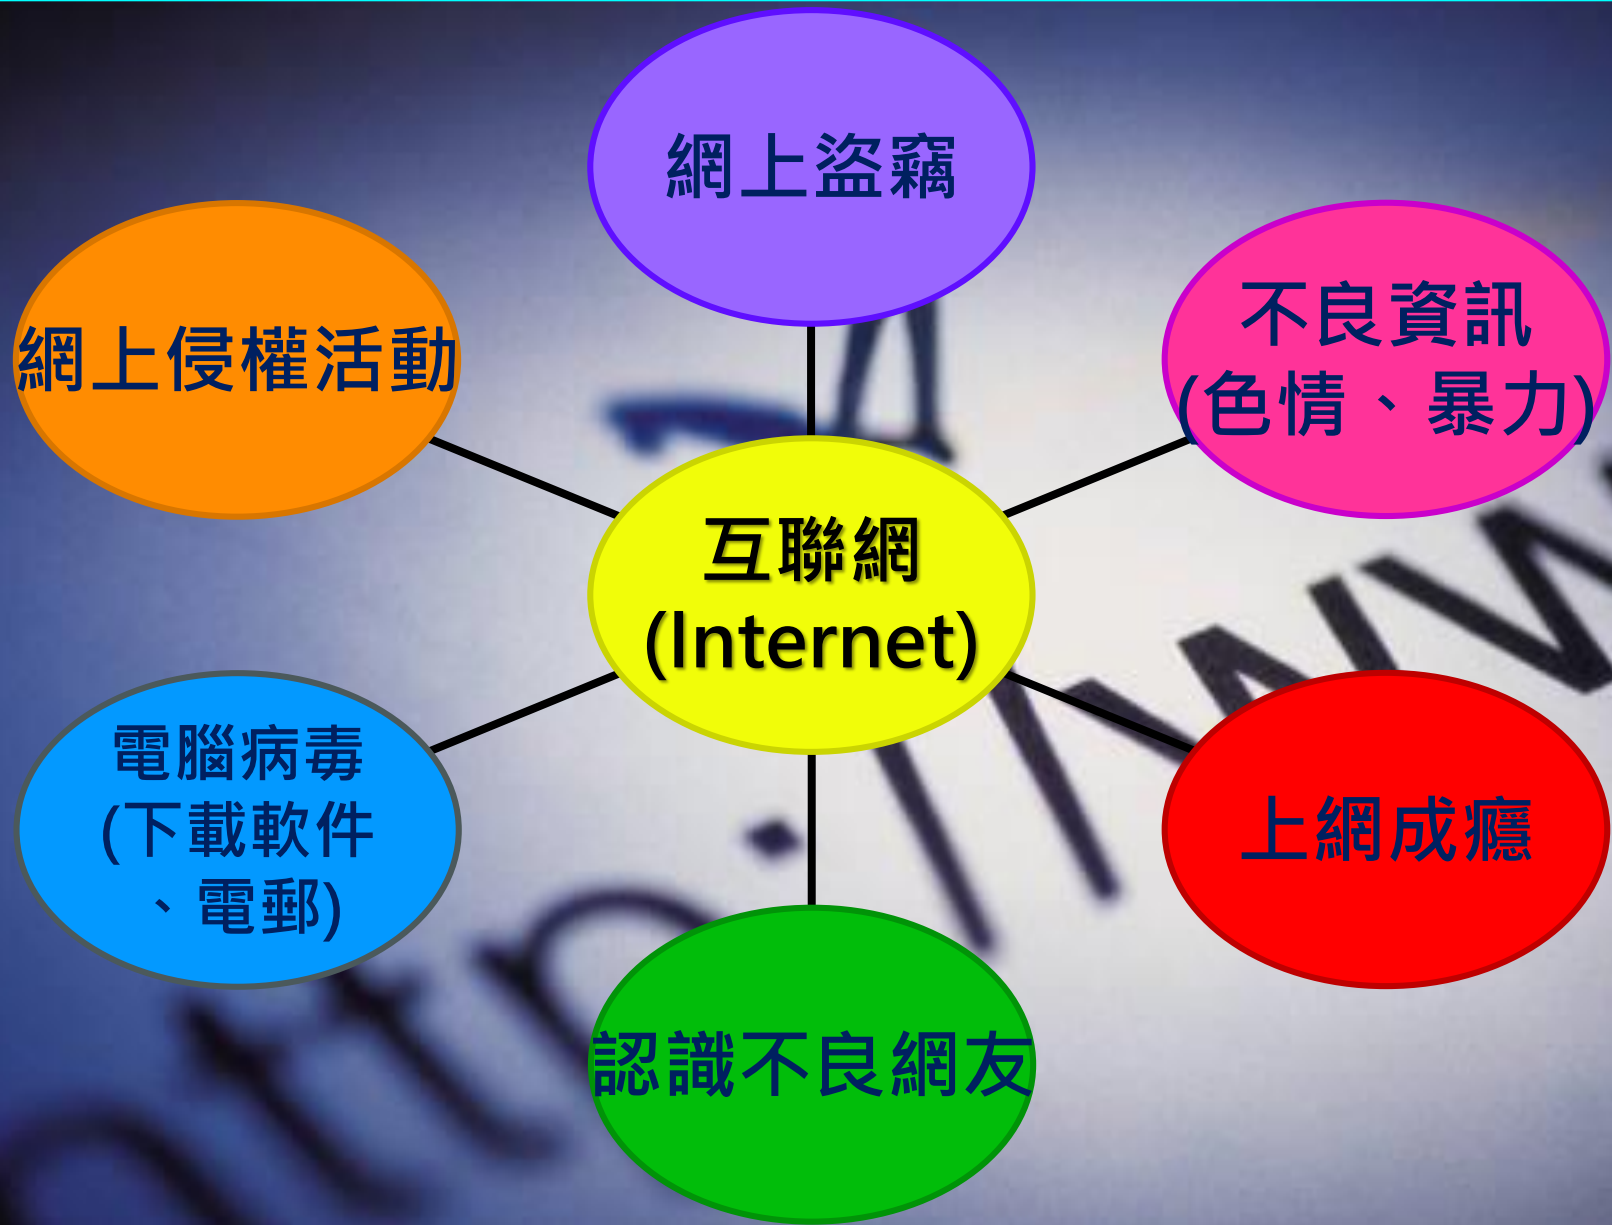 網上盜竊
不良資訊
(色情、暴力)
網上侵權活動
互聯網
(Internet)
電腦病毒
(下載軟件
、電郵)
上網成癮
認識不良網友